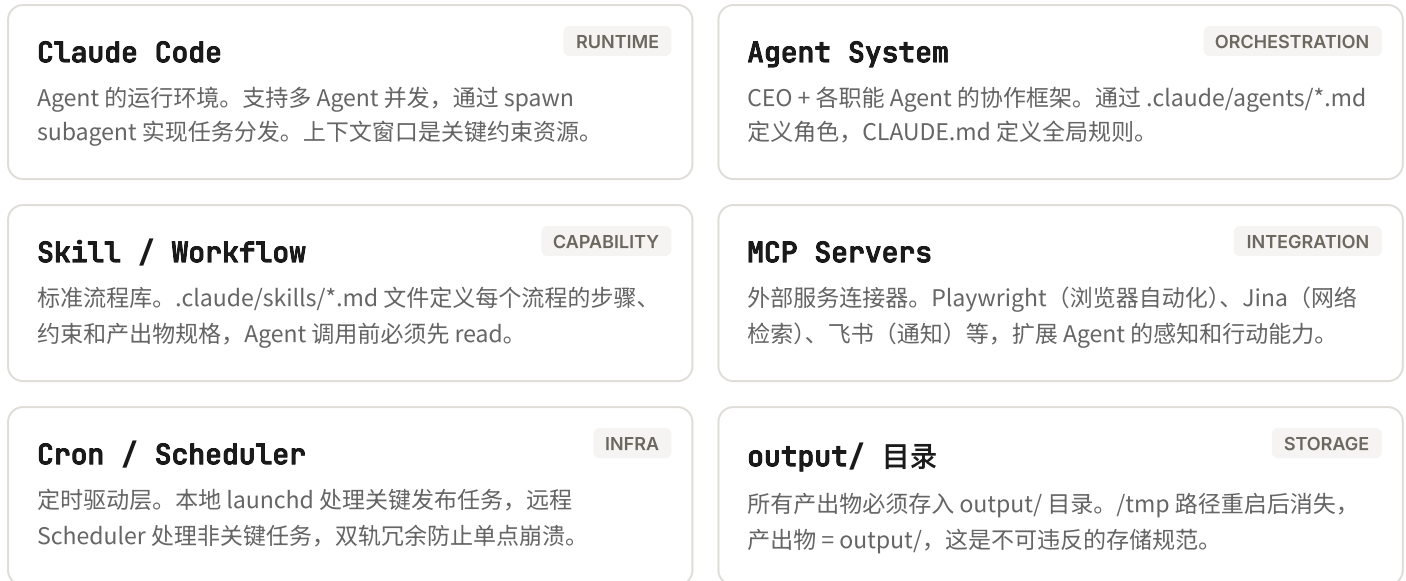 Claude Code
RUNTIME
Agent 的运行环境。支持多 Agent 并发，通过 spawn
subagent 实现任务分发。上下文窗口是关键约束资源。
Agent System
ORCHESTRATION
CEO + 各职能 Agent 的协作框架。通过 .claude/agents/*.md
定义角色，CLAUDE.md 定义全局规则。
Skill / Workflow
CAPABILITY
标准流程库。.claude/skills/*.md 文件定义每个流程的步骤、
约束和产出物规格，Agent 调用前必须先 read。
MCP Servers
INTEGRATION
外部服务连接器。Playwright（浏览器自动化）、Jina（网络
检索）、飞书（通知）等，扩展 Agent 的感知和行动能力。
Cron / Scheduler
INFRA
定时驱动层。本地 launchd 处理关键发布任务，远程
Scheduler 处理非关键任务，双轨冗余防止单点崩溃。
output/ 目录
STORAGE
所有产出物必须存入 output/ 目录。/tmp 路径重启后消失，
产出物 = output/，这是不可违反的存储规范。